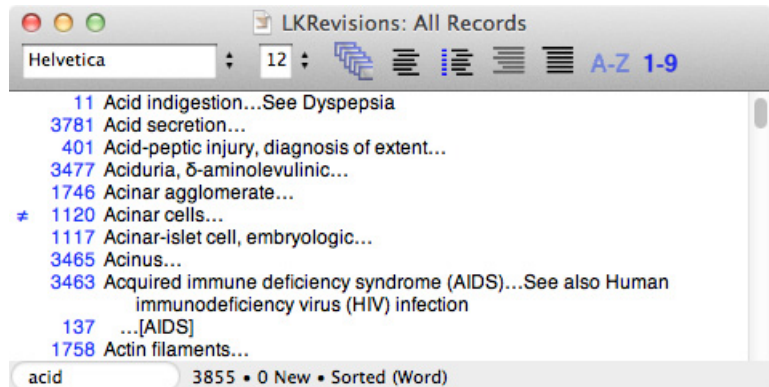 LKRevisions: All Records
Helvetica 12 A-Z 1-9
11 Acid indigestion…See Dyspepsia
3781 Acid secretion…
401 Acid-peptic injury, diagnosis of extent…
3477 Aciduria, δ-aminolevulinic…
1746 Acinar agglomerate…
≠ 1120 Acinar cells…
1117 Acinar-islet cell, embryologic…
3465 Acinus…
3463 Acquired immune deficiency syndrome (AIDS)…See also Human
immunodeficiency virus (HIV) infection
137 …[AIDS]
1758 Actin filaments…
acid 3855 • 0 New • Sorted (Word)